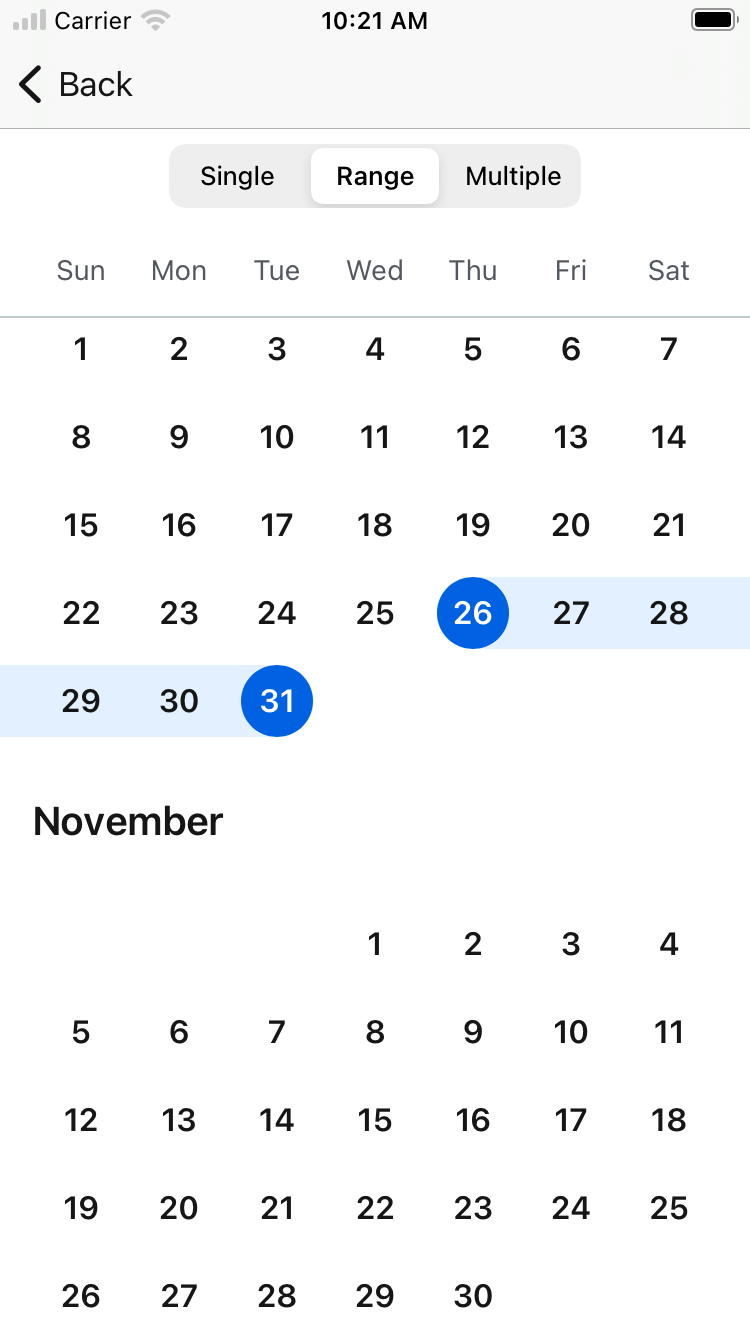 Carrier 10:21 AM
Back
Single Range Multiple
Sun Mon Tue Wed Thu Fri Sat
1 2 3 4 5 6 7
8 9 10 11 12 13 14
15 16 17 18 19 20 21
22 23 24 25 26 27 28
29 30 31
November
1 2 3 4
5 6 7 8 9 10 11
12 13 14 15 16 17 18
19 20 21 22 23 24 25
26 27 28 29 30